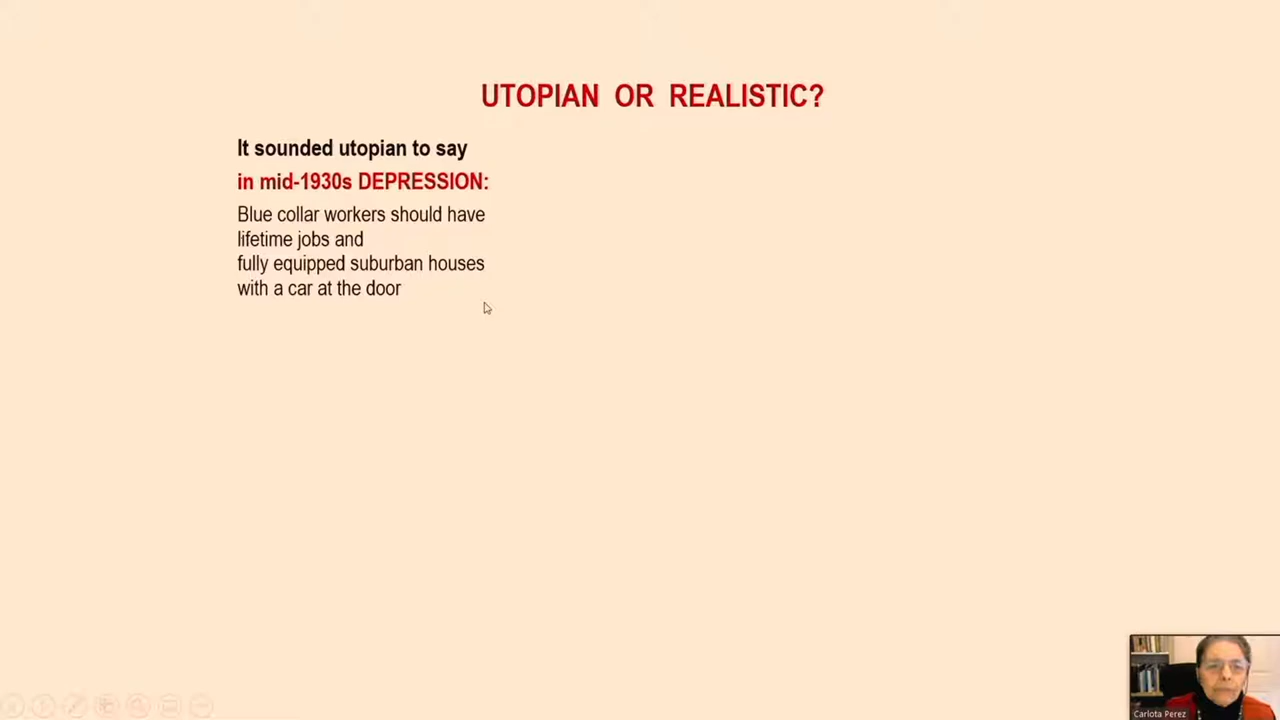 UTOPIAN OR REALISTIC?
It sounded utopian to say
in mid-1930s DEPRESSION:
Blue collar workers should have
lifetime jobs and
fully equipped suburban houses
with a car at the door
Carlota Perez